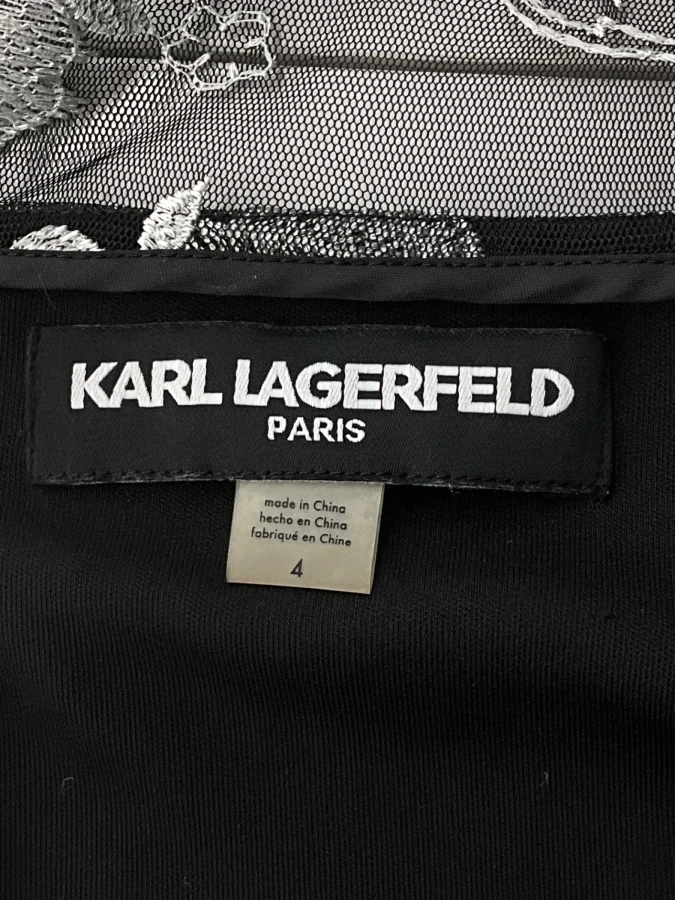 KARL LAGERFELD
PARIS
made in China
hecho en China
fabriqué en Chine
4